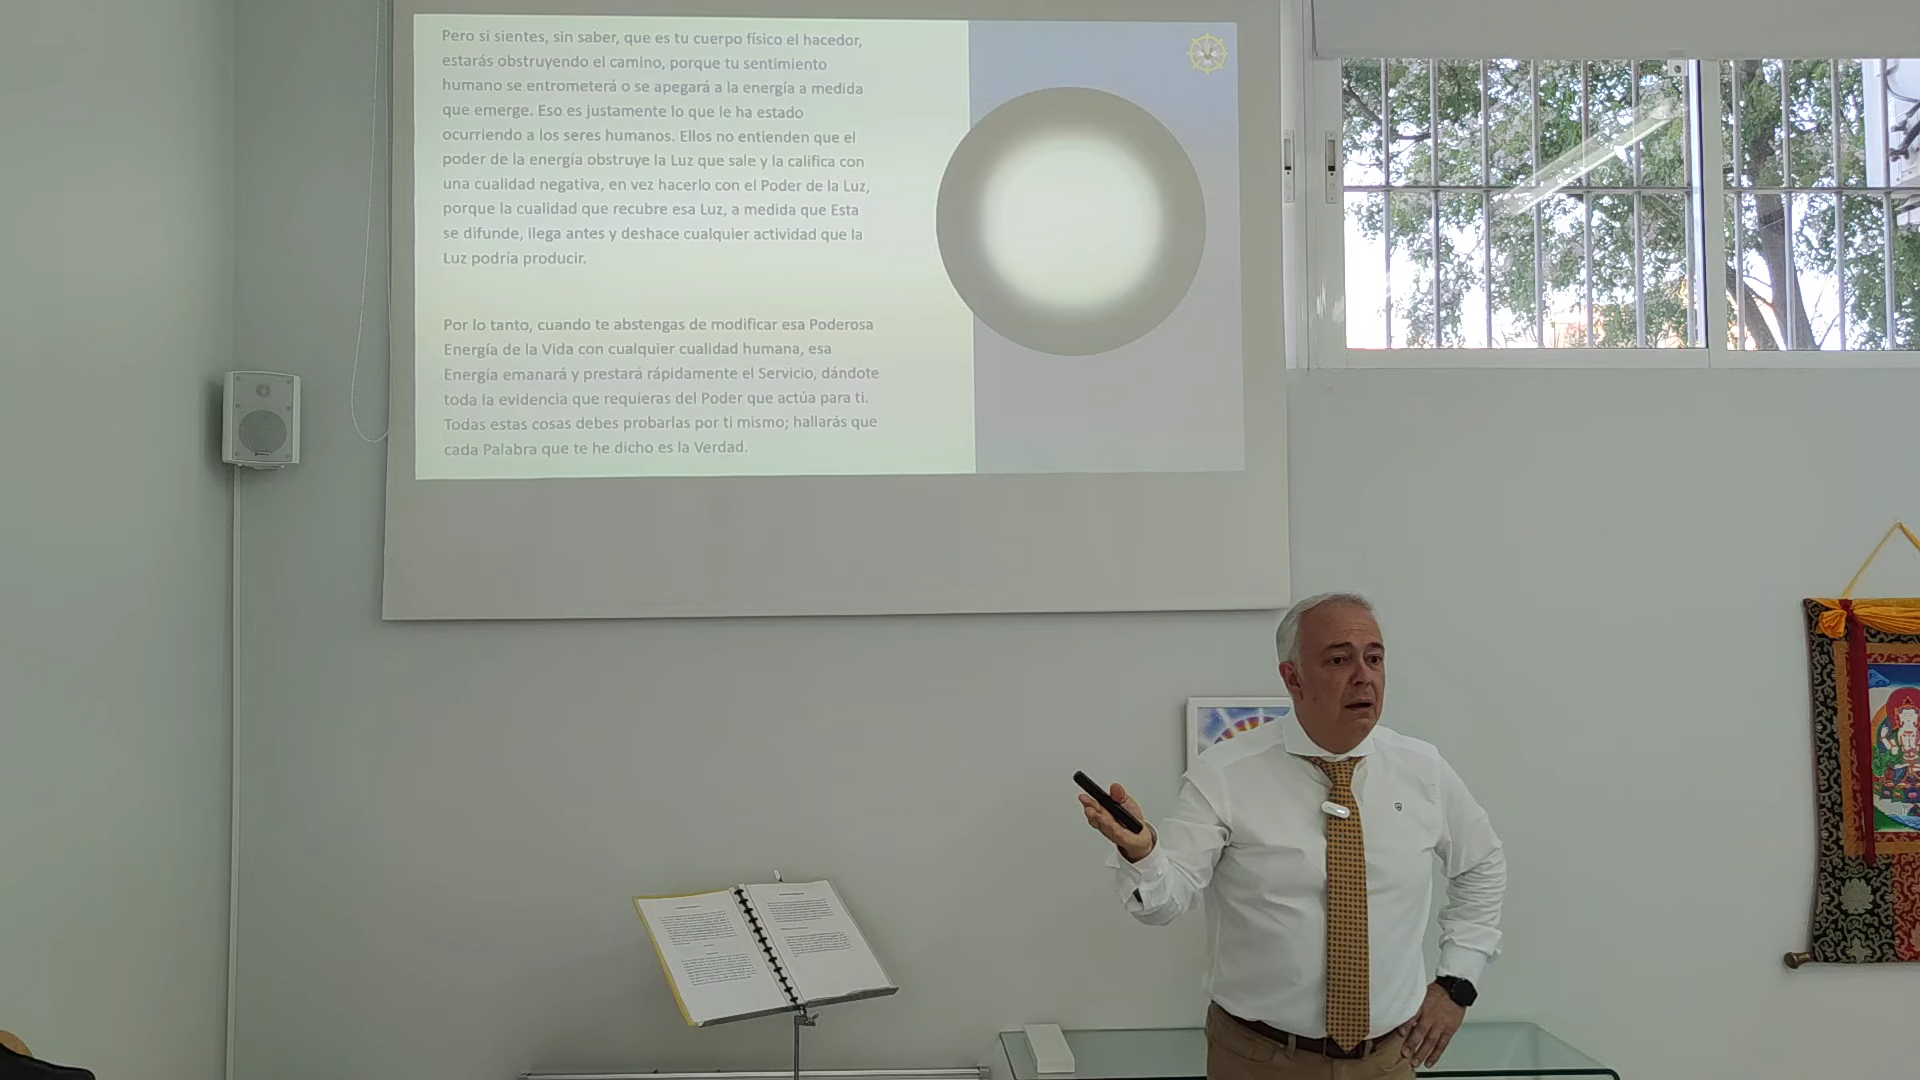 Pero si sientes, sin saber, que es tu cuerpo físico el hacedor,
estarás obstruyendo el camino, porque tu sentimiento
humano se entrometerá o se apegará a la energía a medida
que emerge. Eso es justamente lo que le ha estado
ocurriendo a los seres humanos. Ellos no entienden que el
poder de la energía obstruye la Luz que sale y la califica con
una cualidad negativa, en vez hacerlo con el Poder de la Luz,
porque la cualidad que recubre esa Luz, a medida que Esta
se difunde, llega antes y deshace cualquier actividad que la
Luz podría producir.
Por lo tanto, cuando te abstengas de modificar esa Poderosa
Energía de la Vida con cualquier cualidad humana, esa
Energía emanará y prestará rápidamente el Servicio, dándote
toda la evidencia que requieras del Poder que actúa para ti.
Todas estas cosas debes probarlas por ti mismo; hallarás que
cada Palabra que te he dicho es la Verdad.